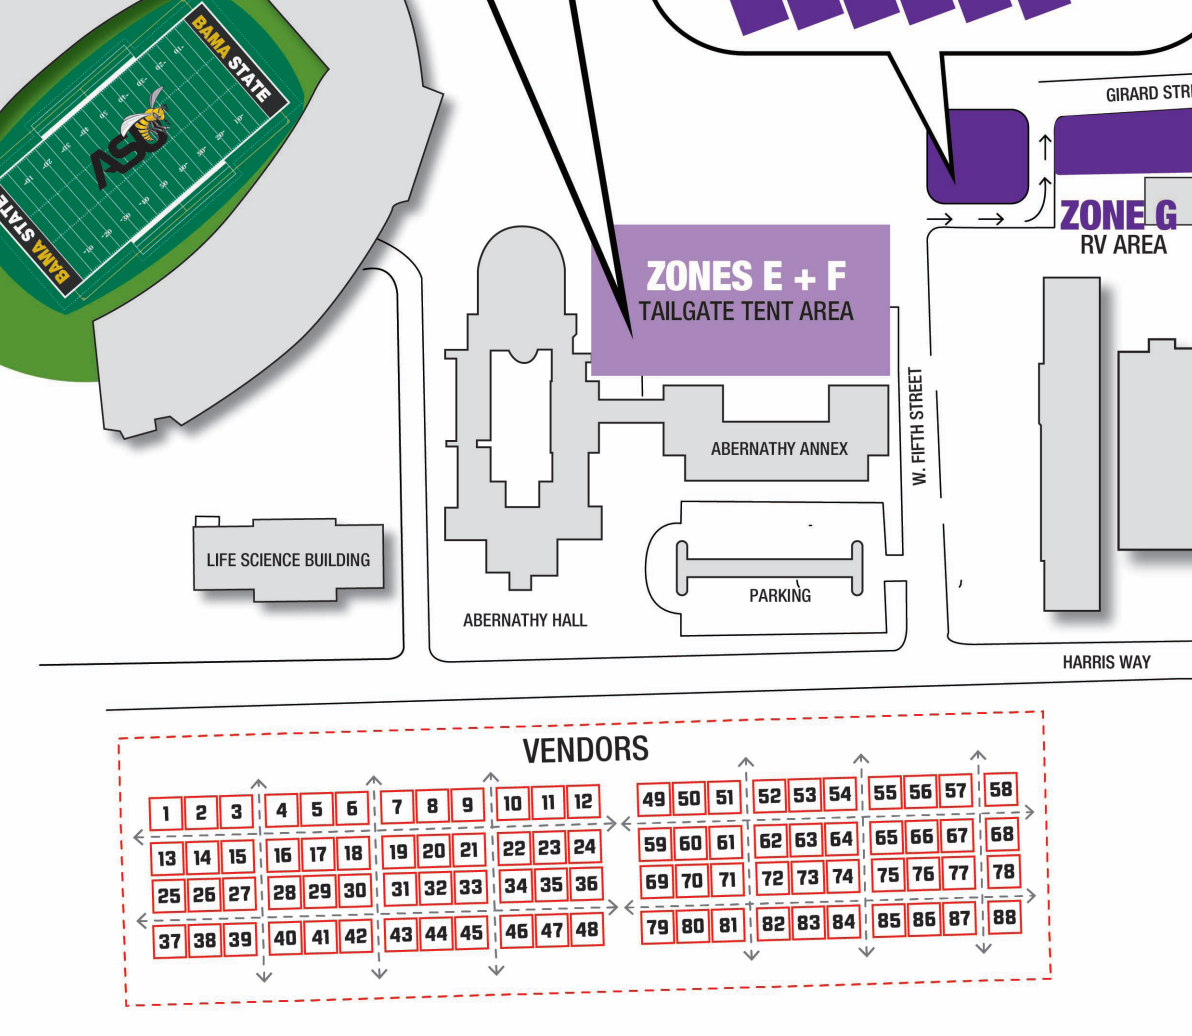 BAMA STATE
ASU
BAMA STATE
GIRARD STR
ZONE G
RV AREA
ZONES E + F
TAILGATE TENT AREA
W. FIFTH STREET
ABERNATHY ANNEX
LIFE SCIENCE BUILDING
PARKING
ABERNATHY HALL
HARRIS WAY
VENDORS
1 2 3 4 5 6 7 8 9 10 11 12 49 50 51 52 53 54 55 56 57 58
13 14 15 16 17 18 19 20 21 22 23 24 59 60 61 62 63 64 65 66 67 68
25 26 27 28 29 30 31 32 33 34 35 36 69 70 71 72 73 74 75 76 77 78
37 38 39 40 41 42 43 44 45 46 47 48 79 80 81 82 83 84 85 86 87 88